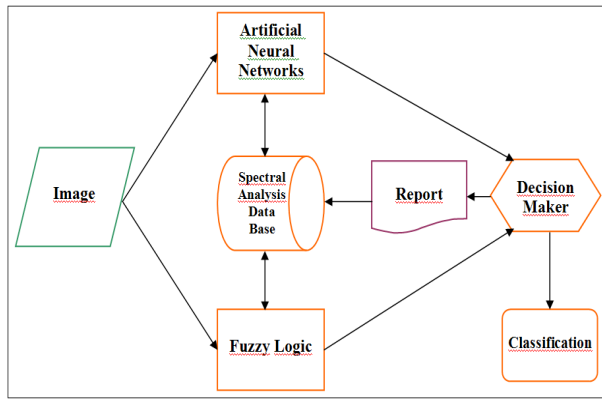 Artificial
Neural
Networks
Image
Spectral
Analysis
Data
Base
Report
Decision
Maker
Fuzzy Logic
Classification